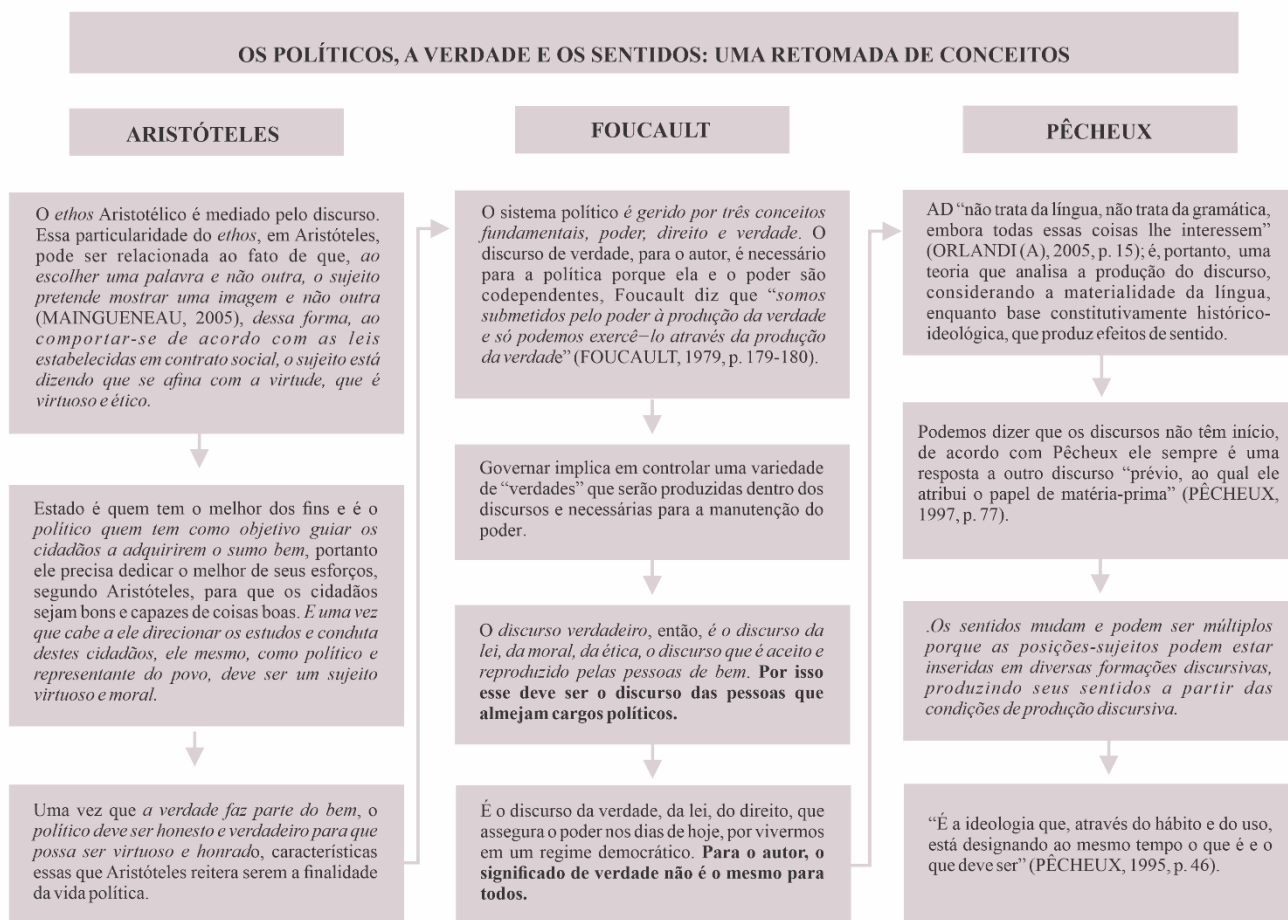 OS POLÍTICOS, A VERDADE E OS SENTIDOS: UMA RETOMADA DE CONCEITOS
ARISTÓTELES
O ethos Aristotélico é mediado pelo discurso.
Essa particularidade do ethos, em Aristóteles,
pode ser relacionada ao fato de que, ao
escolher uma palavra e não outra, o sujeito
pretende mostrar uma imagem e não outra
(MAINGUENEAU, 2005), dessa forma, ao
comportar-se de acordo com as leis
estabelecidas em contrato social, o sujeito está
dizendo que se afina com a virtude, que é
virtuoso e ético.
Estado é quem tem o melhor dos fins e é o
político quem tem como objetivo guiar os
cidadãos a adquirirem o sumo bem, portanto
ele precisa dedicar o melhor de seus esforços,
segundo Aristóteles, para que os cidadãos
sejam bons e capazes de coisas boas. E uma vez
que cabe a ele direcionar os estudos e conduta
destes cidadãos, ele mesmo, como político e
representante do povo, deve ser um sujeito
virtuoso e moral.
Uma vez que a verdade faz parte do bem, o
político deve ser honesto e verdadeiro para que
possa ser virtuoso e honrado, características
essas que Aristóteles reitera serem a finalidade
da vida política.
FOUCAULT
O sistema político é gerido por três conceitos
fundamentais, poder, direito e verdade. O
discurso de verdade, para o autor, é necessário
para a política porque ela e o poder são
codependentes, Foucault diz que “somos
submetidos pelo poder à produção da verdade
e só podemos exercê–lo através da produção
da verdade” (FOUCAULT, 1979, p. 179-180).
Governar implica em controlar uma variedade
de “verdades” que serão produzidas dentro dos
discursos e necessárias para a manutenção do
poder.
O discurso verdadeiro, então, é o discurso da
lei, da moral, da ética, o discurso que é aceito e
reproduzido pelas pessoas de bem. Por isso
esse deve ser o discurso das pessoas que
almejam cargos políticos.
É o discurso da verdade, da lei, do direito, que
assegura o poder nos dias de hoje, por vivermos
em um regime democrático. Para o autor, o
significado de verdade não é o mesmo para
todos.
PÊCHEUX
AD “não trata da língua, não trata da gramática,
embora todas essas coisas lhe interessem”
(ORLANDI (A), 2005, p. 15); é, portanto, uma
teoria que analisa a produção do discurso,
considerando a materialidade da língua,
enquanto base constitutivamente histórico-
ideológica, que produz efeitos de sentido.
Podemos dizer que os discursos não têm início,
de acordo com Pêcheux ele sempre é uma
resposta a outro discurso “prévio, ao qual ele
atribui o papel de matéria-prima” (PÊCHEUX,
1997, p. 77).
.Os sentidos mudam e podem ser múltiplos
porque as posições-sujeitos podem estar
inseridas em diversas formações discursivas,
produzindo seus sentidos a partir das
condições de produção discursiva.
“É a ideologia que, através do hábito e do uso,
está designando ao mesmo tempo o que é e o
que deve ser” (PÊCHEUX, 1995, p. 46).